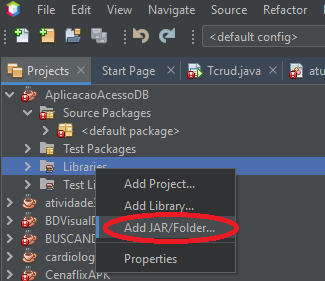 File Edit View Navigate Source Refactor
<default config>
Projects Start Page Tcrud.java atu
AplicacaoAcessoDB
Source Packages
<default package>
Test Packages
Libraries
Add Project...
Test Li
Add Library...
atividade
BDVisualD
Add JAR/Folder...
BUSCAND
cardiolog
Properties
CenaflixAPK